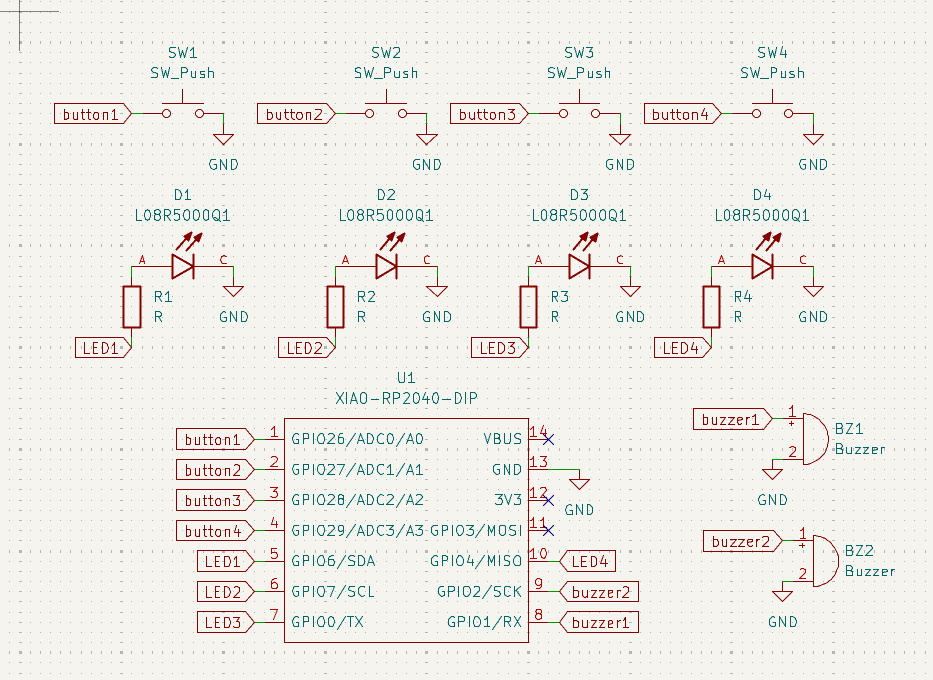 SW1 SW2 SW3 SW4
SW_Push SW_Push SW_Push SW_Push
button1 button2 button3 button4
GND GND GND GND
D1 D2 D3 D4
L08R5000Q1 L08R5000Q1 L08R5000Q1 L08R5000Q1
A C A C A C A C
R1 R2 R3 R4
R GND R GND R GND R GND
LED1 LED2 LED3 LED4
U1
XIAO-RP2040-DIP
button1 1 GPIO26/ADC0/A0 VBUS 14
button2 2 GPIO27/ADC1/A1 GND 13
button3 3 GPIO28/ADC2/A2 3V3 12
GND
button4 4 GPIO29/ADC3/A3 GPIO3/MOSI 11
LED1 5 GPIO6/SDA GPIO4/MISO 10 LED4
LED2 6 GPIO7/SCL GPIO2/SCK 9 buzzer2
LED3 7 GPIO0/TX GPIO1/RX 8 buzzer1
buzzer1 1
+
BZ1
Buzzer
2
GND
buzzer2 1
+
BZ2
Buzzer
2
GND